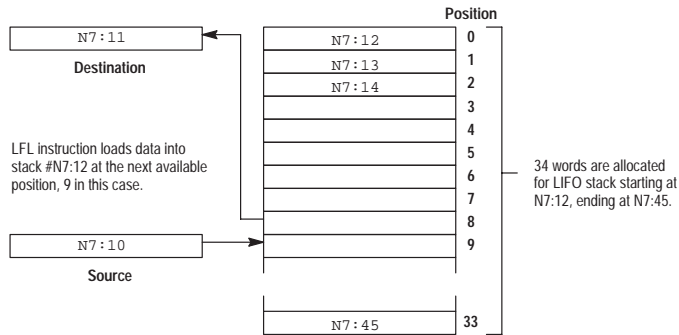 Position
N7:11
N7:12
0
Destination
N7:13
1
N7:14
2
3
4
5
6
7
8
9
LFL instruction loads data into
stack #N7:12 at the next available
position, 9 in this case.
34 words are allocated
for LIFO stack starting at
N7:12, ending at N7:45.
N7:10
Source
N7:45
33